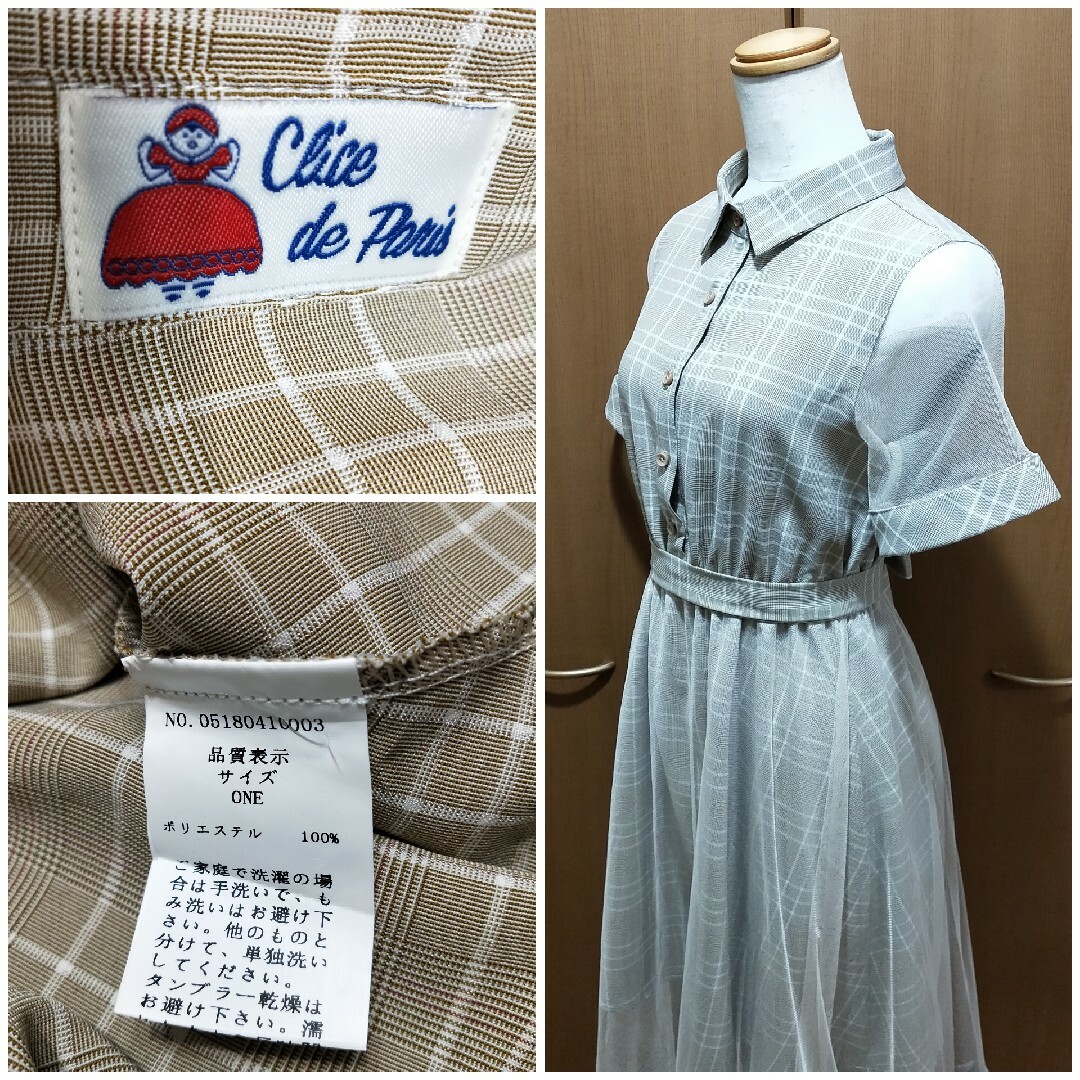 Clice
de Paris
NO. 05180410003
品質表示
サイズ
ONE
ポリエステル 100%
ご家庭で洗濯の場
合は手洗いで、も
み洗いはお避け下
さい。他のものと
分けて、単独洗い
してください。
タンブラー乾燥は
お避け下さい。濡